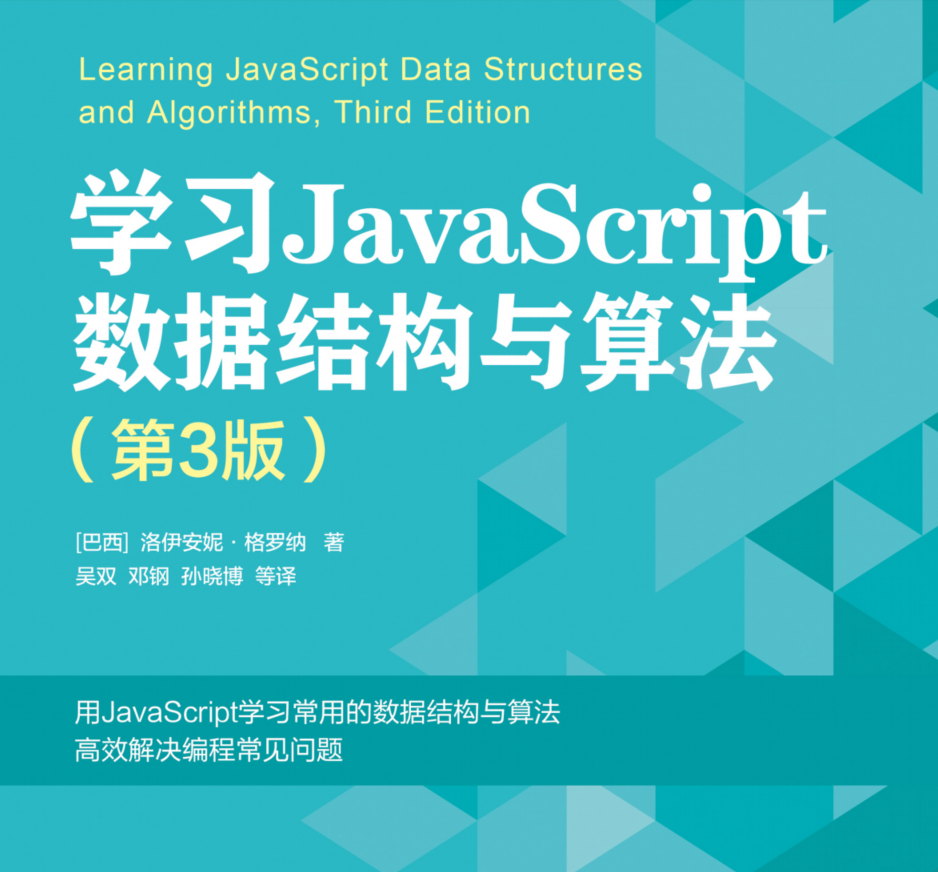 Learning JavaScript Data Structures
and Algorithms, Third Edition
学习JavaScript
数据结构与算法
（第3版）
[巴西] 洛伊安妮·格罗纳 著
吴双 邓钢 孙晓博 等译
用JavaScript学习常用的数据结构与算法
高效解决编程常见问题